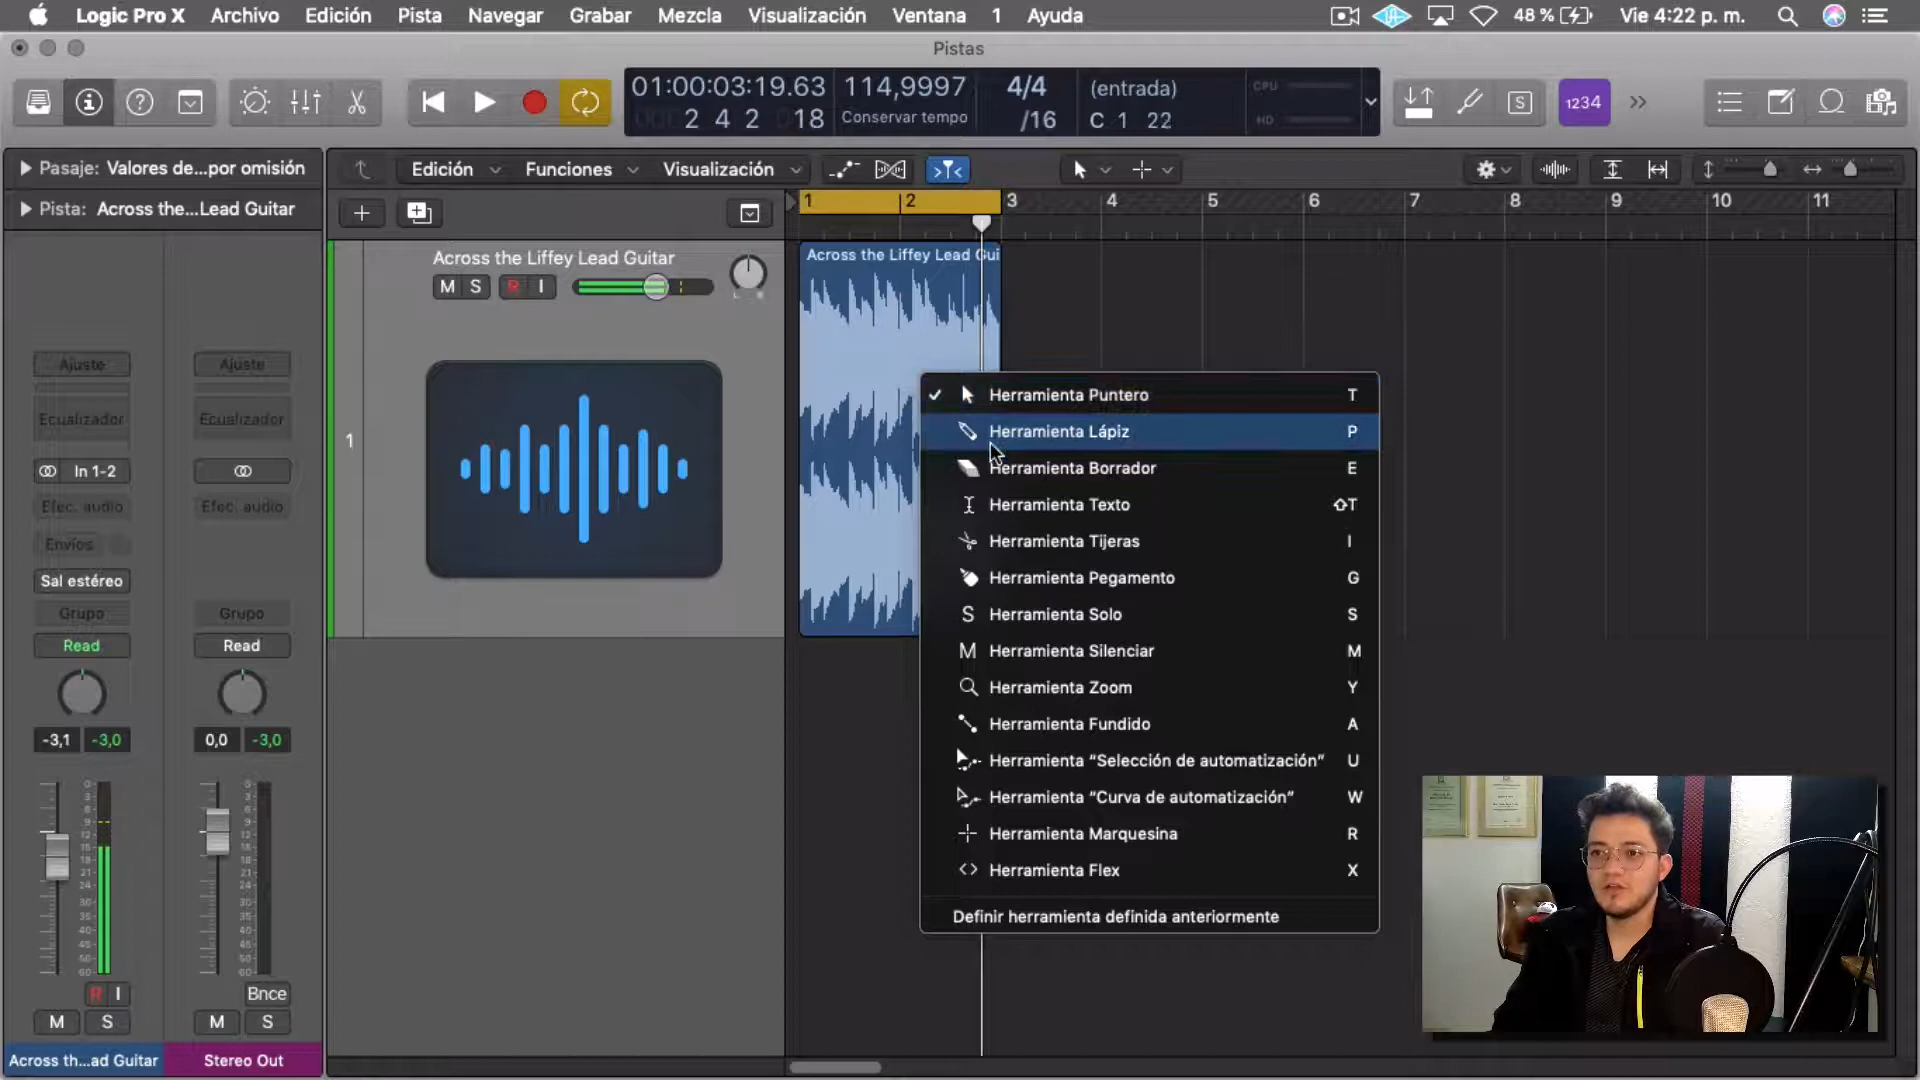 Logic Pro X Archivo Edición Pista Navegar Grabar Mezcla Visualización Ventana 1 Ayuda 48 % Vie 4:22 p. m.
Pistas
01:00:03:19.63 114,9997 4/4 (entrada) CPU
2 4 2 18 Conservar tempo /16 C 1 22 HD
S 1234
Pasaje: Valores de...por omisión
Edición Funciones Visualización
Pista: Across the...Lead Guitar
1 2 3 4 5 6 7 8 9 10 11
Across the Liffey Lead Guitar
Across the Liffey Lead Gui
M S R I
L R
1
Ajuste Ajuste
Ecualizador Ecualizador
In 1-2
Efec. audio Efec. audio
Envíos
Sal estéreo
Grupo Grupo
Read Read
-3,1 -3,0 0,0 -3,0
R I Bnce
M S M S
Across th...ad Guitar Stereo Out
Herramienta Puntero T
Herramienta Lápiz P
Herramienta Borrador E
Herramienta Texto ⇧T
Herramienta Tijeras I
Herramienta Pegamento G
S Herramienta Solo S
M Herramienta Silenciar M
Herramienta Zoom Y
Herramienta Fundido A
Herramienta “Selección de automatización” U
Herramienta “Curva de automatización” W
Herramienta Marquesina R
Herramienta Flex X
Definir herramienta definida anteriormente